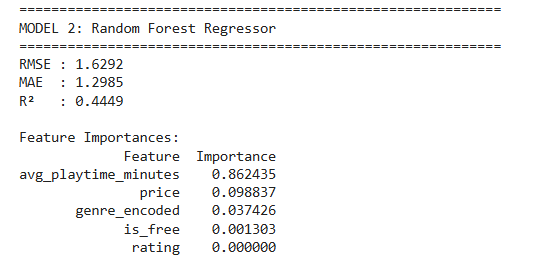 ============================================================
MODEL 2: Random Forest Regressor
============================================================
RMSE : 1.6292
MAE  : 1.2985
R²   : 0.4449

Feature Importances:
             Feature  Importance
avg_playtime_minutes    0.862435
               price    0.098837
       genre_encoded    0.037426
             is_free    0.001303
              rating    0.000000